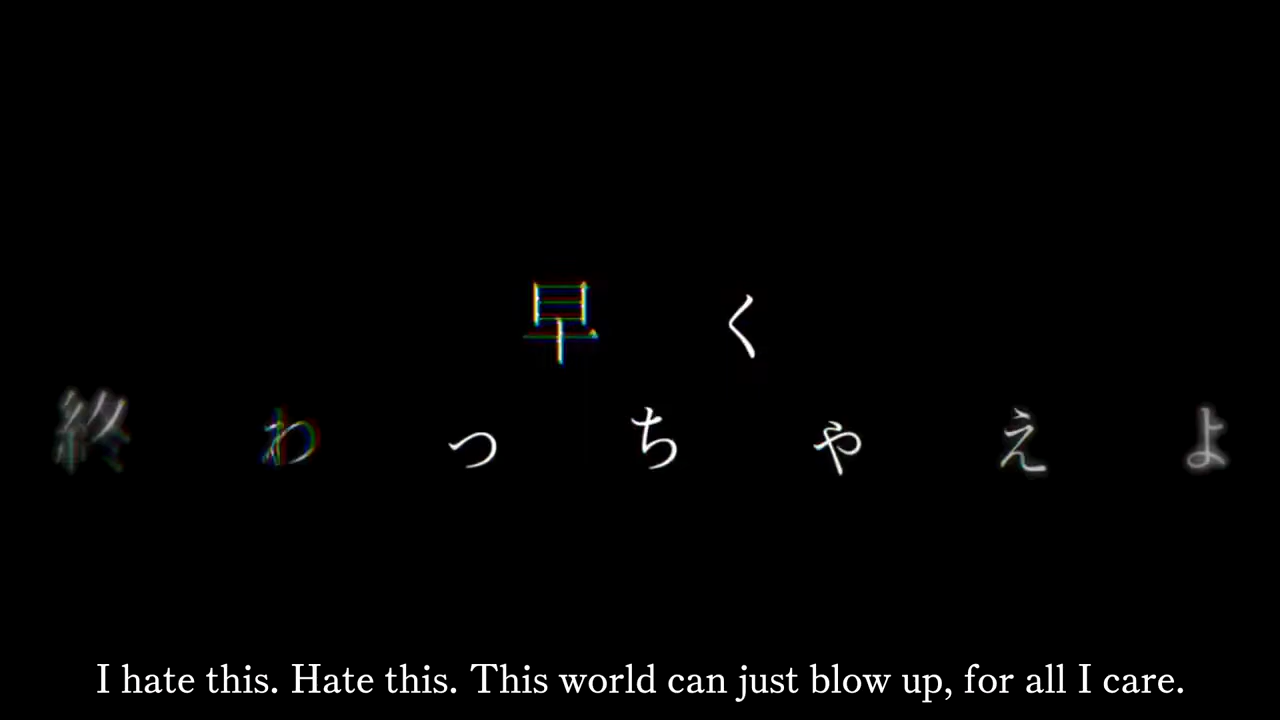 早く
終わっちゃえよ
I hate this. Hate this. This world can just blow up, for all I care.